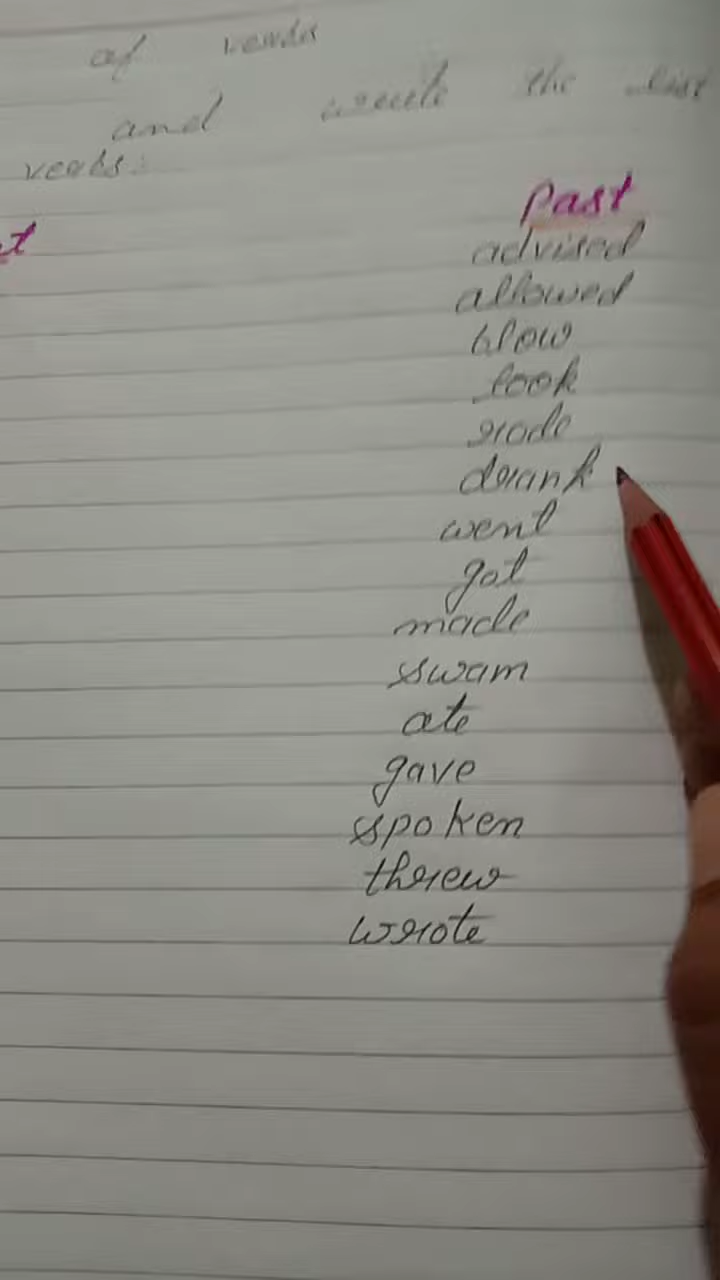 of verbs
and write the
verbs:
Past
advised
allowed
blow
took
rode
drank
went
got
made
swam
ate
gave
spoken
threw
wrote